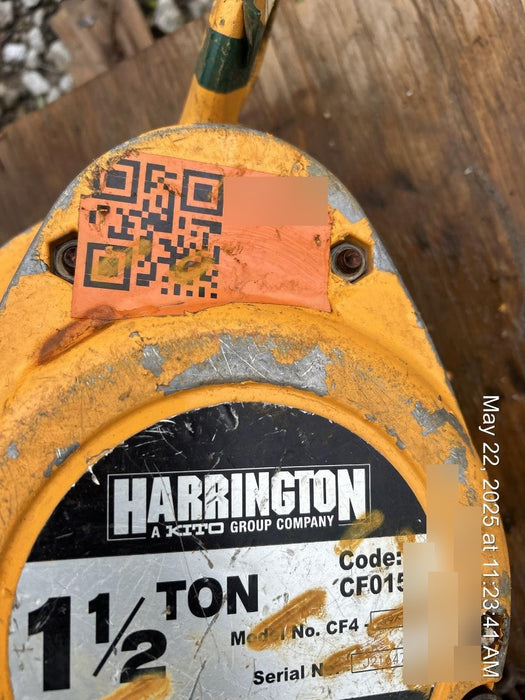 HARRINGTON
A KITO GROUP COMPANY
1 1/2 TON
Code:
CF015
Model No. CF4 -
Serial N
May 22, 2025 at 11:23:41 AM